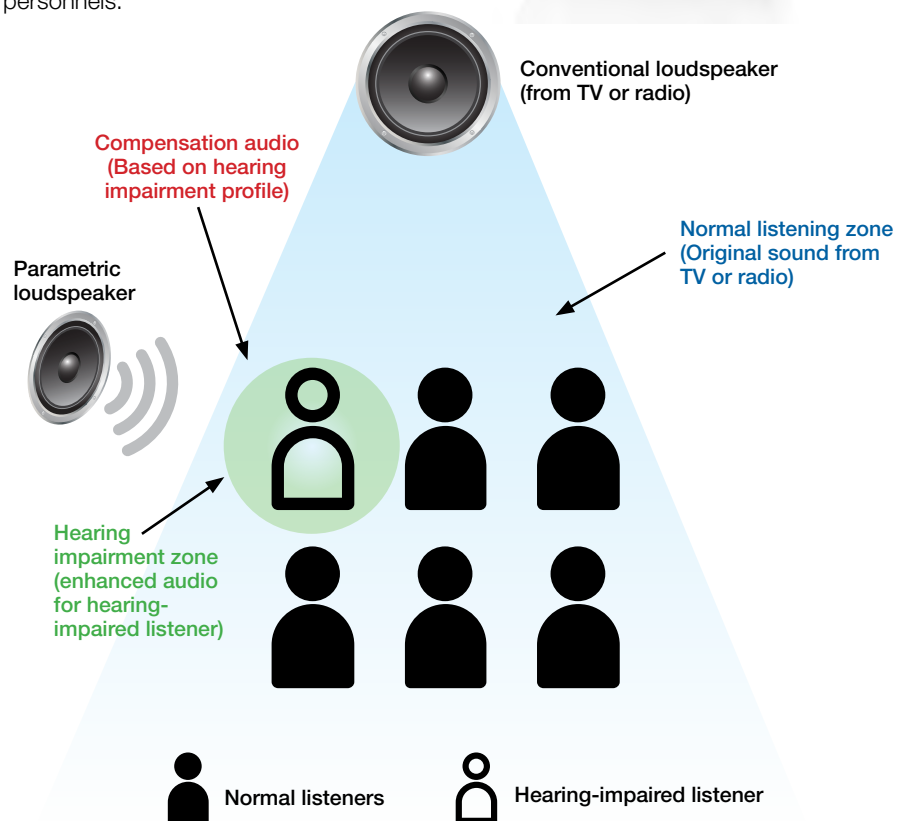 personnels.
Conventional loudspeaker
(from TV or radio)
Compensation audio
(Based on hearing
impairment profile)
Normal listening zone
(Original sound from
TV or radio)
Parametric
loudspeaker
Hearing
impairment zone
(enhanced audio
for hearing-
impaired listener)
Normal listeners
Hearing-impaired listener